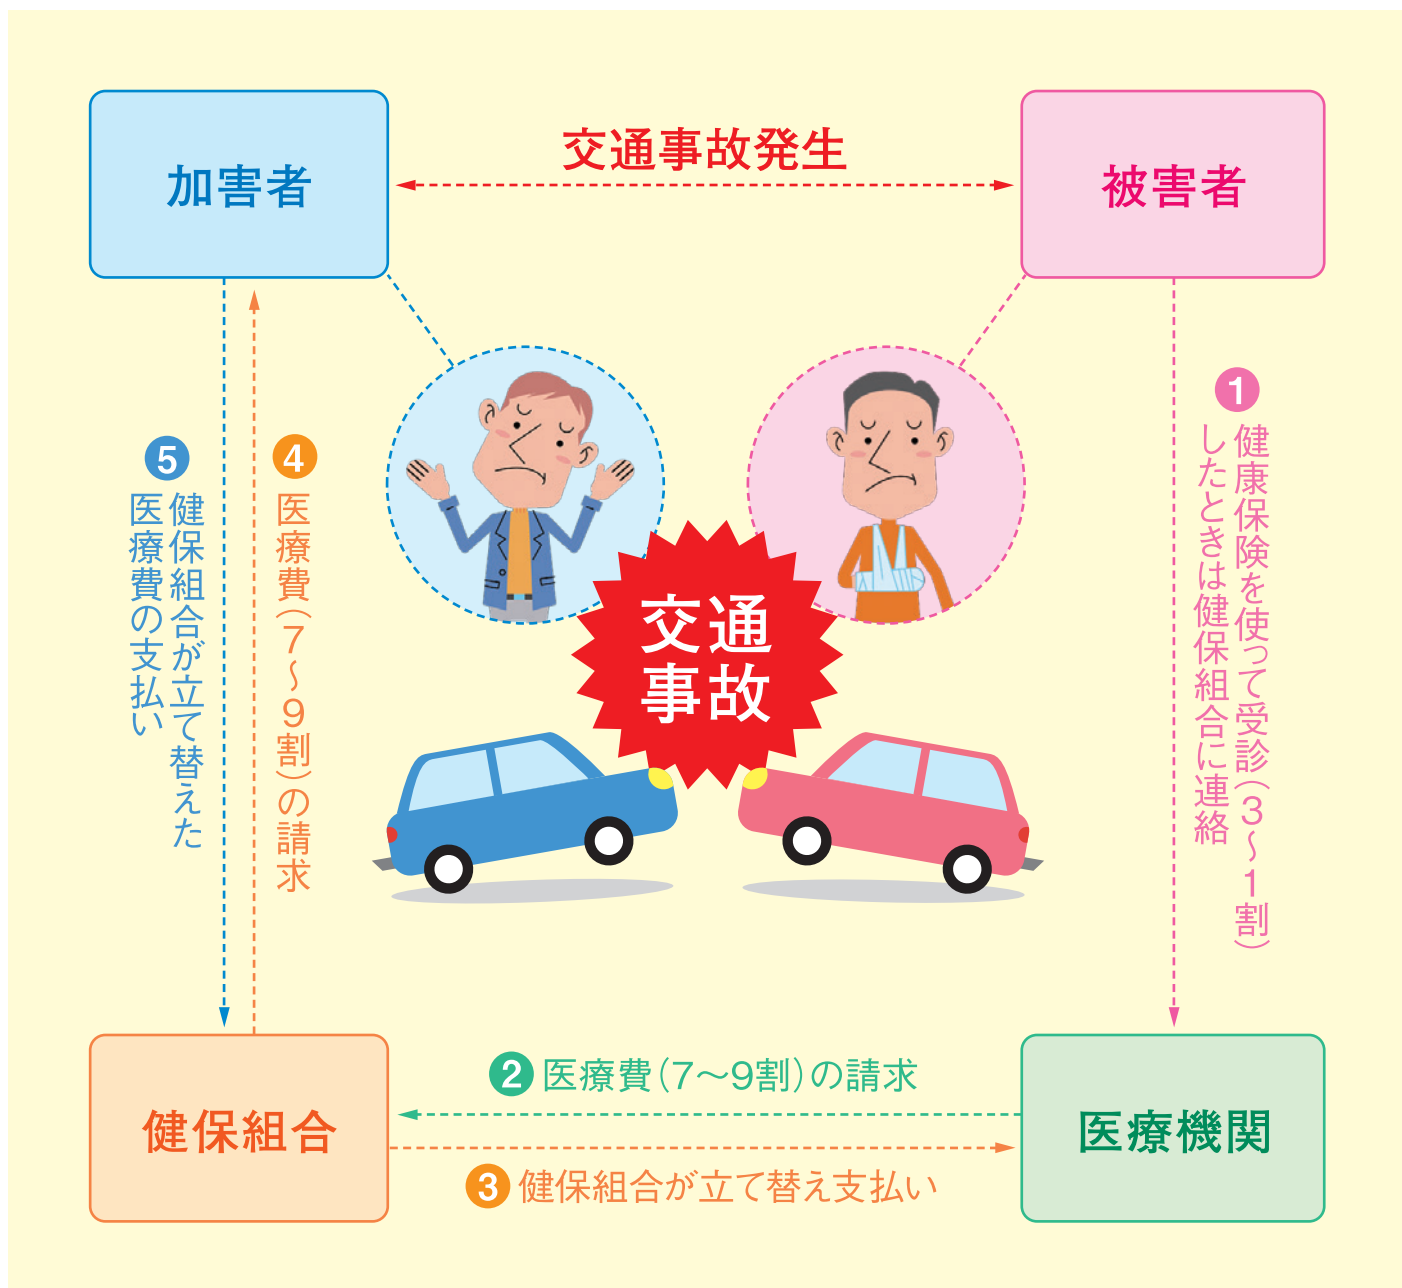 交通事故発生
加害者
被害者
❶
健康保険を使って受診（3～1割）
したときは健保組合に連絡
❹
医療費（7～9割）の請求
❺
健保組合が立て替えた
医療費の支払い
交通
事故
❷医療費（7～9割）の請求
健保組合
医療機関
❸健保組合が立て替え支払い